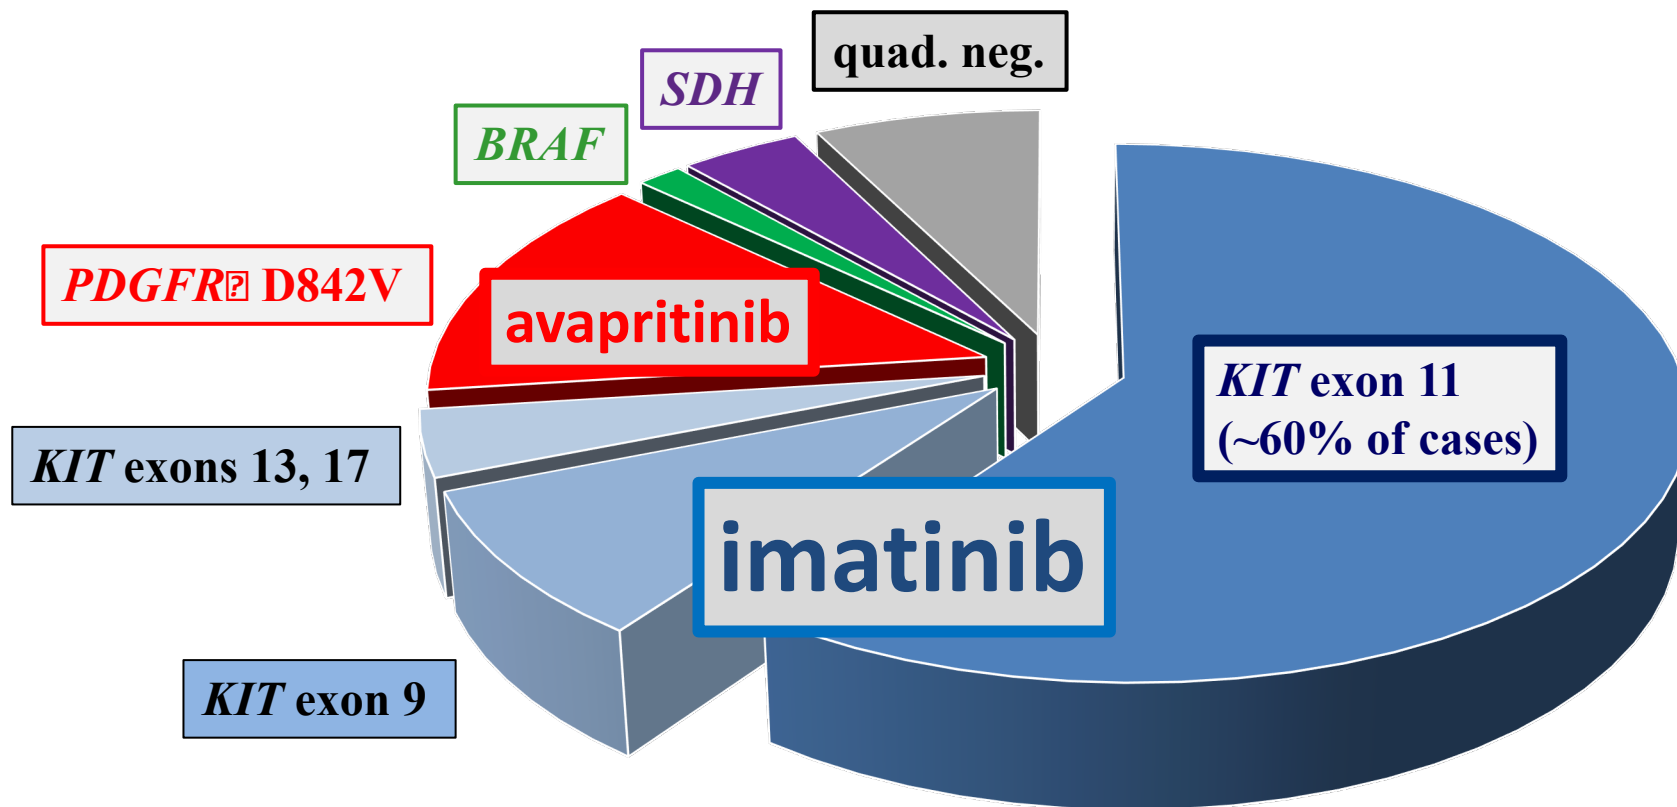 quad. neg.
SDH
BRAF
PDGFR D842V
avapritinib
KIT exon 11
(~60% of cases)
KIT exons 13, 17
imatinib
KIT exon 9